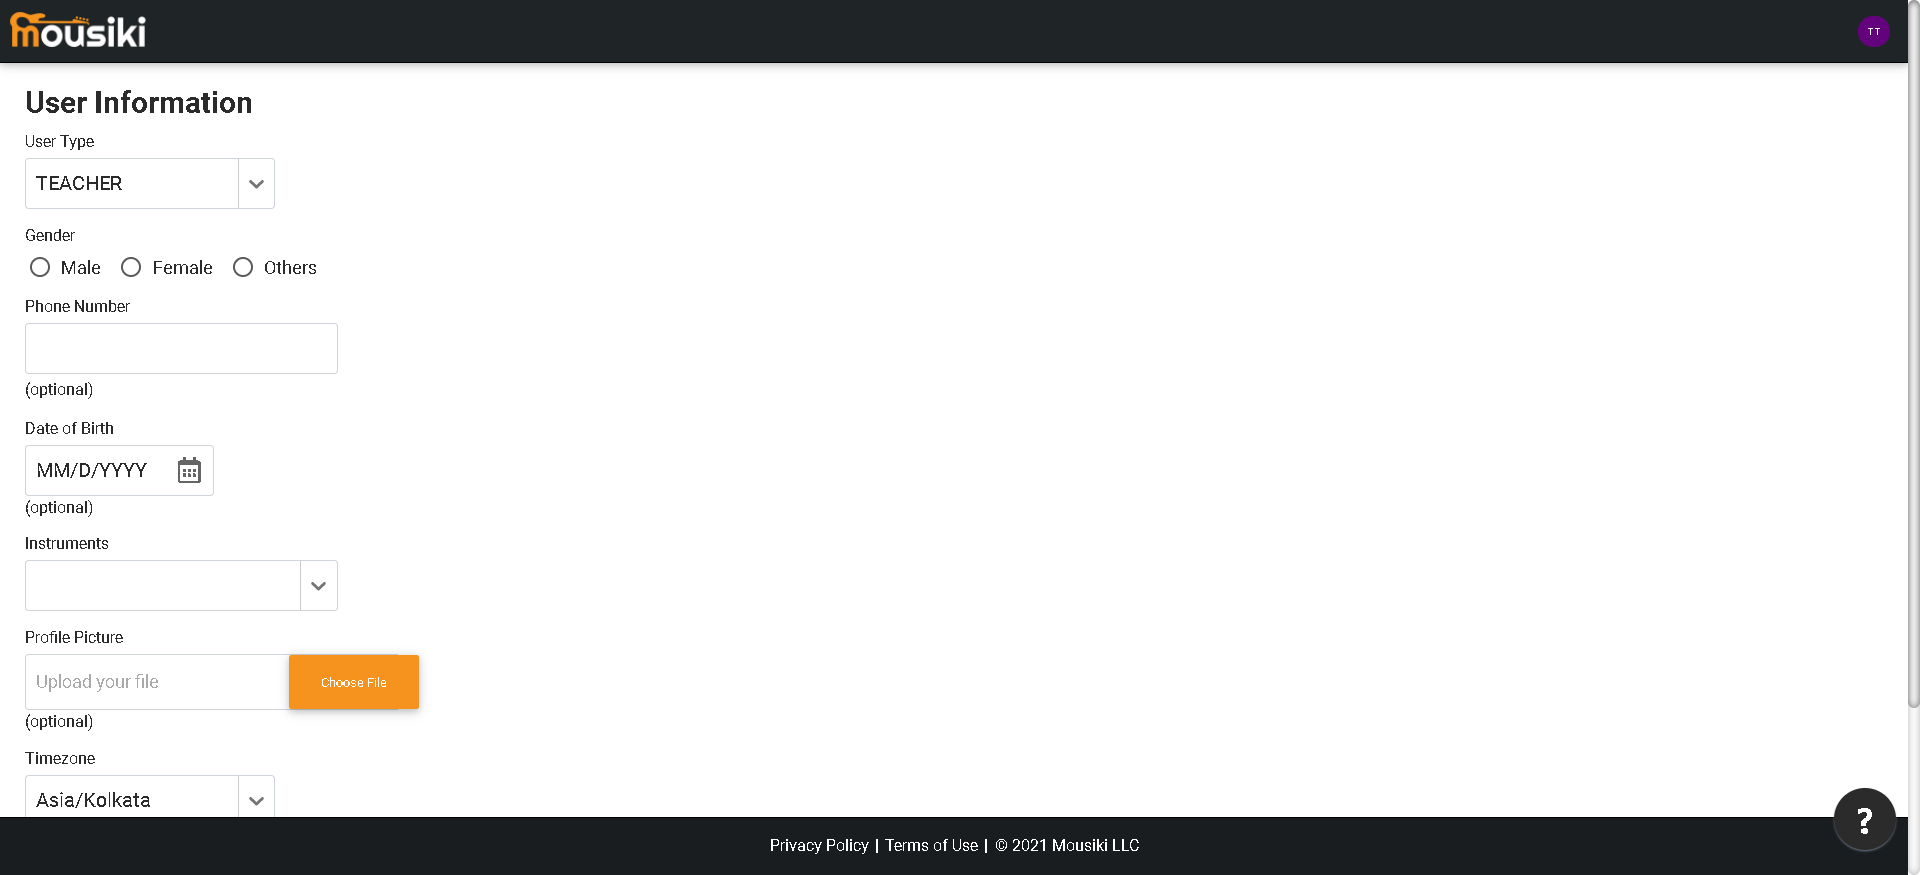 mousiki
TT
User Information
User Type
TEACHER
Gender
Male Female Others
Phone Number
(optional)
Date of Birth
MM/D/YYYY
(optional)
Instruments
Profile Picture
Upload your file Choose File
(optional)
Timezone
Asia/Kolkata
?
Privacy Policy | Terms of Use | © 2021 Mousiki LLC